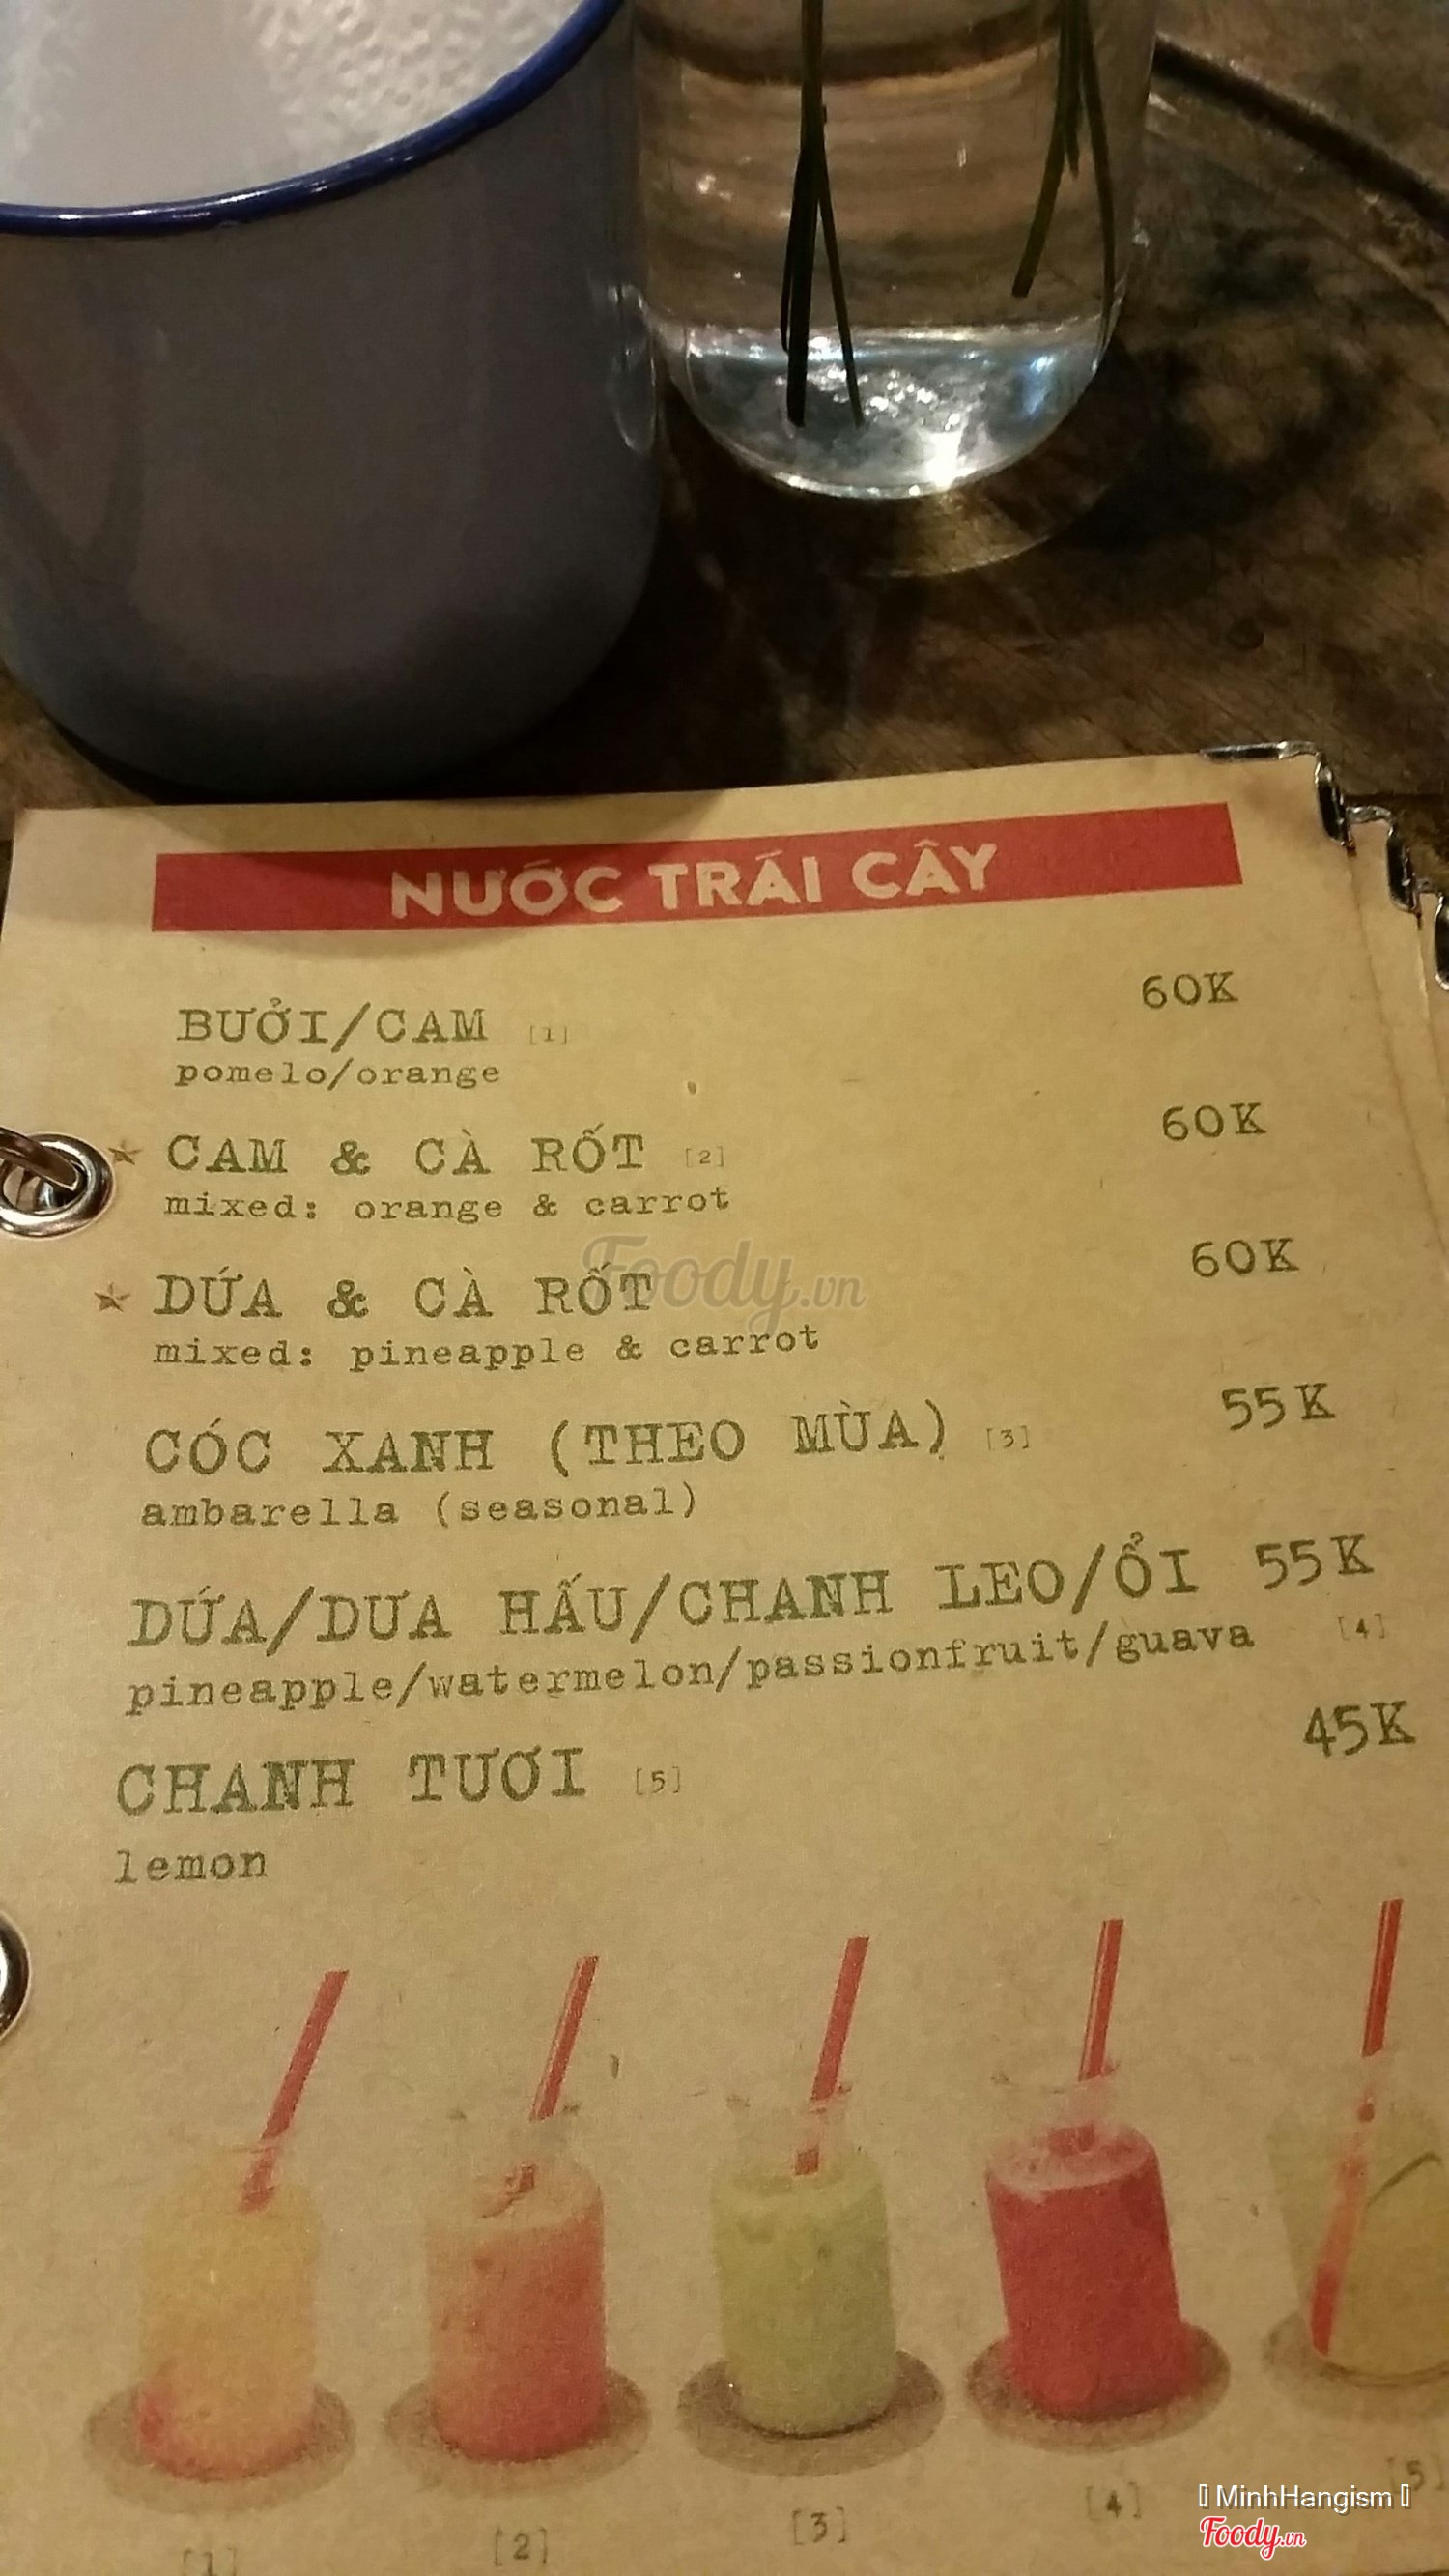 NƯỚC TRÁI CÂY
BƯỞI/CAM [1] 60K
pomelo/orange
CAM & CÀ RỐT [2] 60K
mixed: orange & carrot
DỨA & CÀ RỐT 60K
mixed: pineapple & carrot
CÓC XANH (THEO MÙA) [3] 55K
ambarella (seasonal)
DỨA/DƯA HẤU/CHANH LEO/ỔI 55K
pineapple/watermelon/passionfruit/guava [4]
CHANH TƯƠI [5] 45K
lemon
[1] [2] [3] [4] [5]
Foody.vn
MinhHangism
Foody.vn